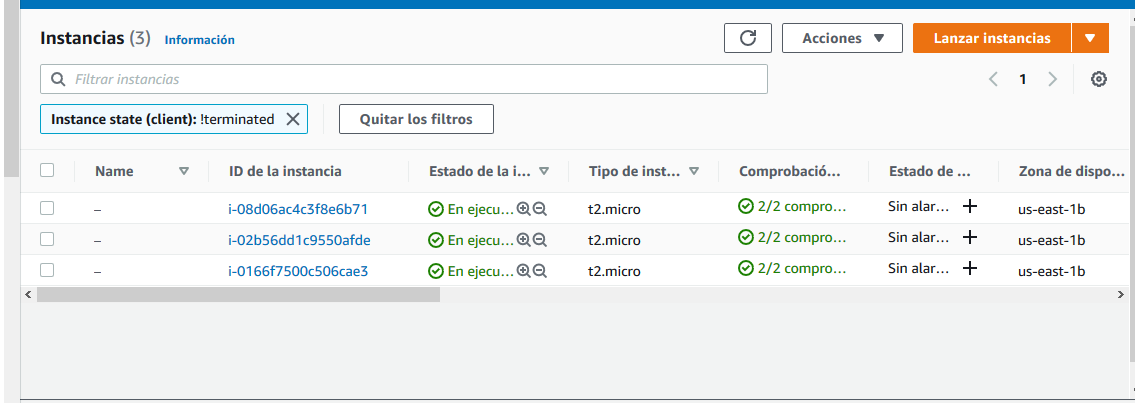 Instancias (3) Información Acciones Lanzar instancias
Filtrar instancias 1
Instance state (client): !terminated Quitar los filtros
Name ID de la instancia Estado de la i... Tipo de inst... Comprobació... Estado de ... Zona de dispo...
– i-08d06ac4c3f8e6b71 En ejecu... t2.micro 2/2 compro... Sin alar... us-east-1b
– i-02b56dd1c9550afde En ejecu... t2.micro 2/2 compro... Sin alar... us-east-1b
– i-0166f7500c506cae3 En ejecu... t2.micro 2/2 compro... Sin alar... us-east-1b